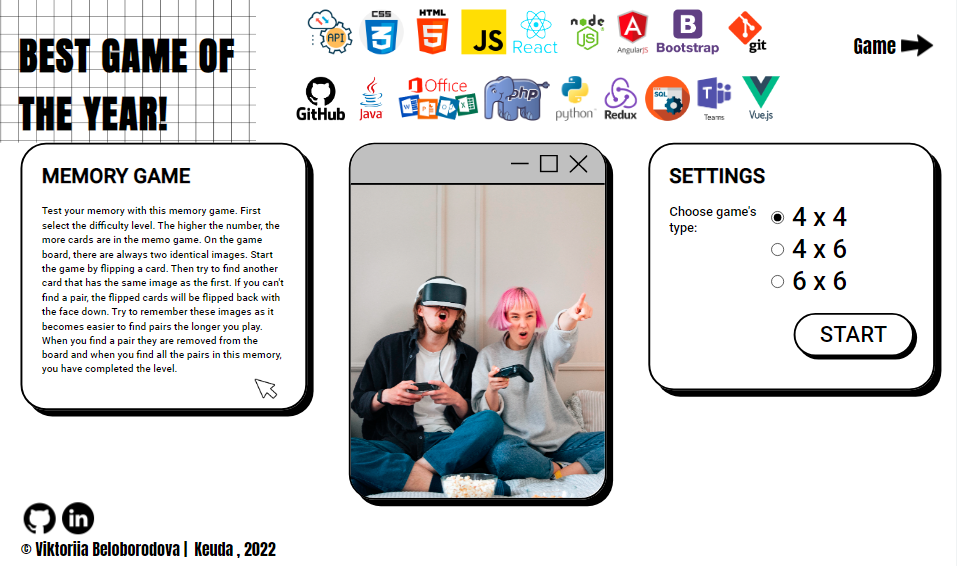 BEST GAME OF
THE YEAR!
API
CSS
3
HTML
5
JS
React
node
JS
A
AngularJS
B
Bootstrap
git
Game
GitHub
Java
Office
W
P
O
X
php
python
Redux
SQL
T
Teams
Vue.js
MEMORY GAME
Test your memory with this memory game. First
select the difficulty level. The higher the number, the
more cards are in the memo game. On the game
board, there are always two identical images. Start
the game by flipping a card. Then try to find another
card that has the same image as the first. If you can't
find a pair, the flipped cards will be flipped back with
the face down. Try to remember these images as it
becomes easier to find pairs the longer you play.
When you find a pair they are removed from the
board and when you find all the pairs in this memory,
you have completed the level.
SETTINGS
Choose game's
type:
4 x 4
4 x 6
6 x 6
START
in
© Viktoriia Beloborodova | Keuda , 2022